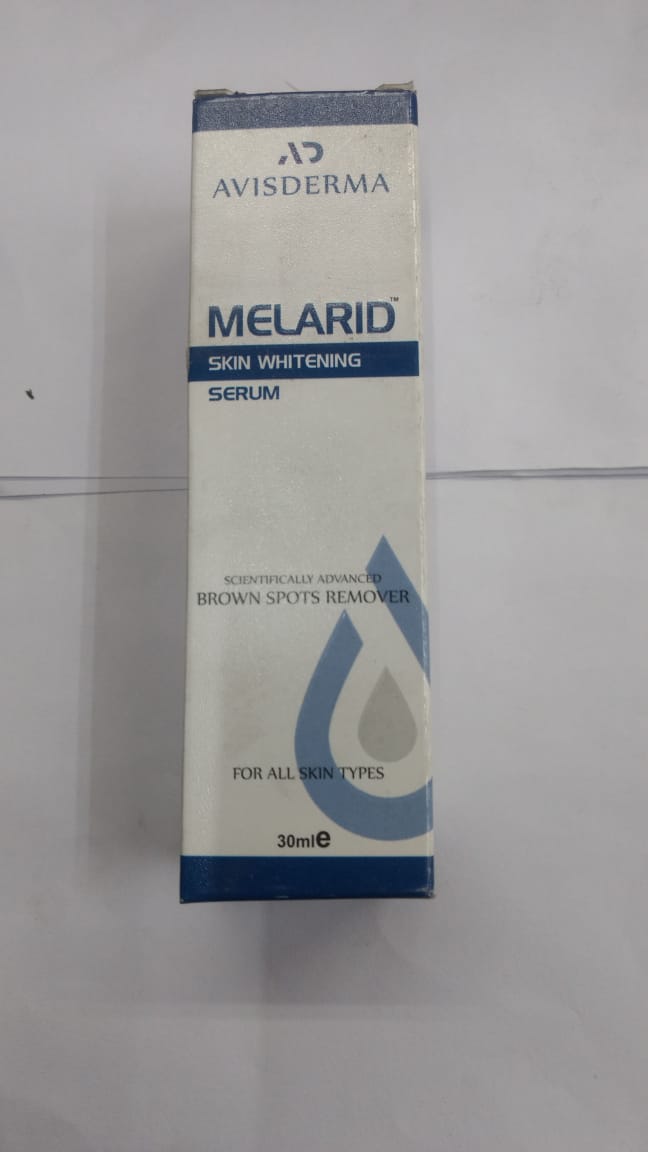 AD
AVISDERMA
MELARID™
SKIN WHITENING
SERUM
SCIENTIFICALLY ADVANCED
BROWN SPOTS REMOVER
FOR ALL SKIN TYPES
30ml℮